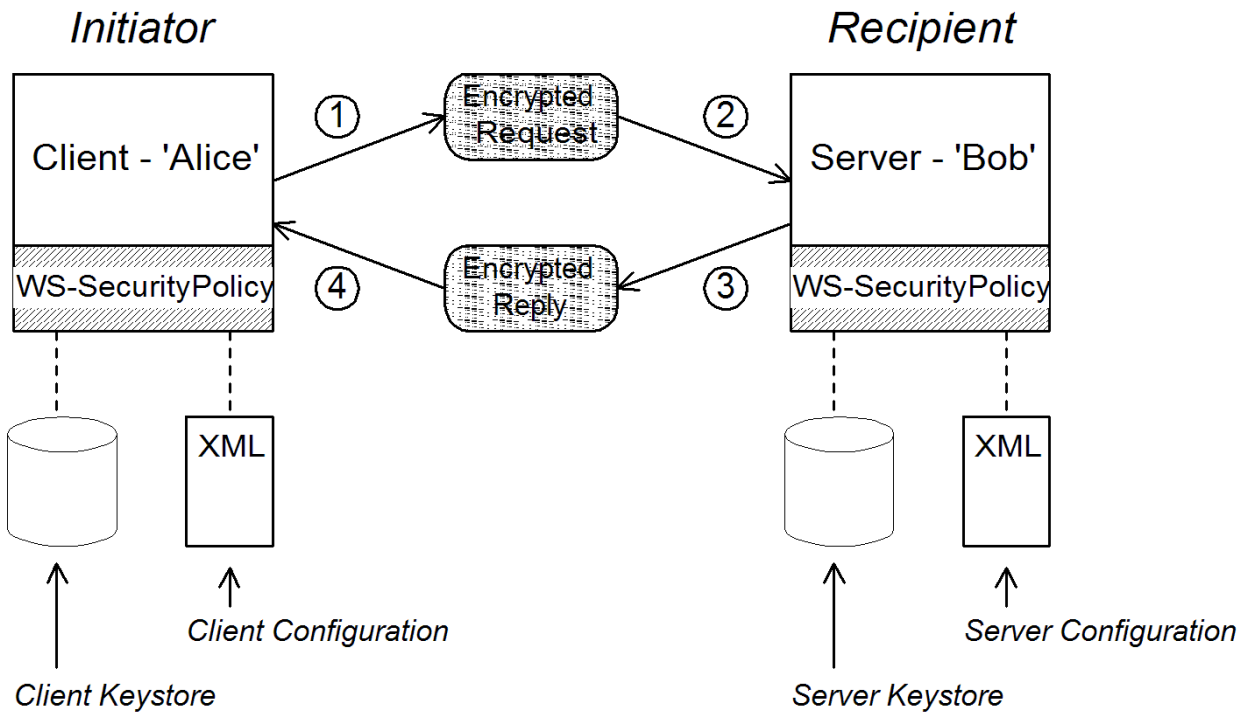 Initiator
Recipient
Client - 'Alice'
1
Encrypted
Request
2
Server - 'Bob'
WS-SecurityPolicy
4
Encrypted
Reply
3
WS-SecurityPolicy
XML
XML
Client Configuration
Server Configuration
Client Keystore
Server Keystore